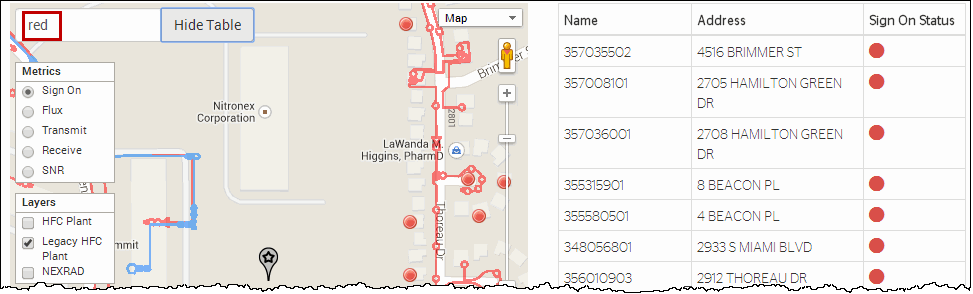 red
Hide Table
Map
Metrics
Sign On
Flux
Transmit
Receive
SNR
Layers
HFC Plant
Legacy HFC
Plant
NEXRAD
Nitronex
Corporation
LaWanda M.
Higgins, PharmD
2801
Thoreau Dr
Brimmer St
mmit
Name Address Sign On Status
357035502 4516 BRIMMER ST
357008101 2705 HAMILTON GREEN
DR
357036001 2708 HAMILTON GREEN
DR
355315901 8 BEACON PL
355580501 4 BEACON PL
348056801 2933 S MIAMI BLVD
356010903 2912 THOREAU DR